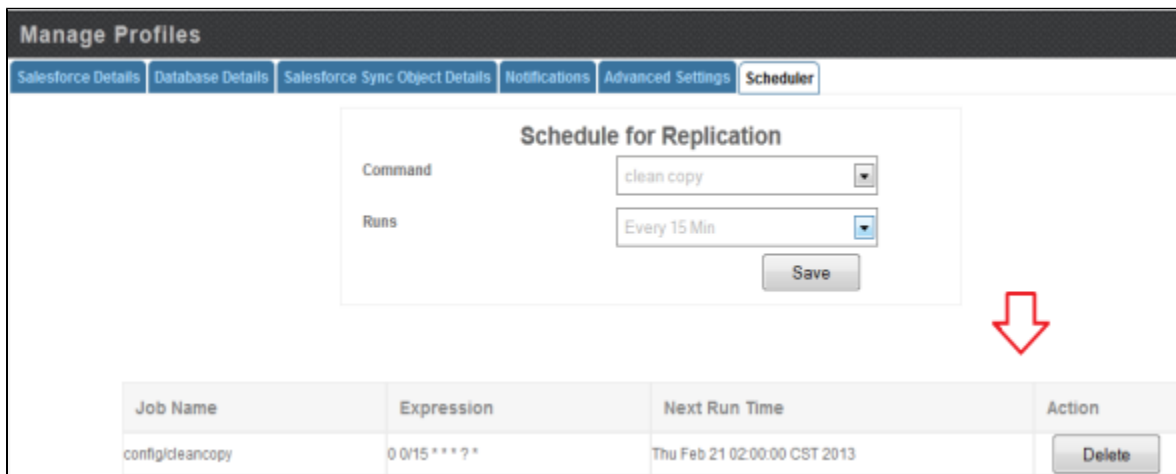 Manage Profiles
Salesforce Details Database Details Salesforce Sync Object Details Notifications Advanced Settings Scheduler
Schedule for Replication
Command clean copy
Runs Every 15 Min
Save
Job Name Expression Next Run Time Action
config/cleancopy 0 0/15 * * * ? * Thu Feb 21 02:00:00 CST 2013 Delete